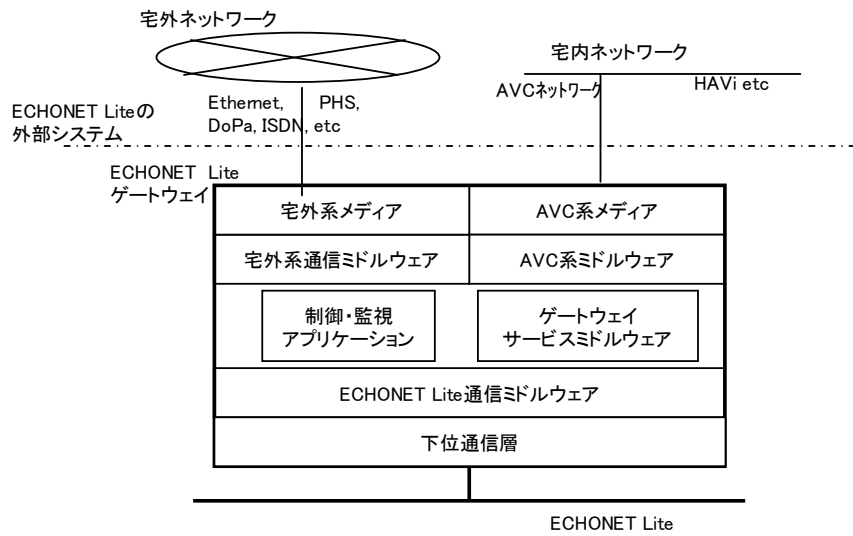 宅外ネットワーク
宅内ネットワーク
AVCネットワーク
HAVi etc
Ethernet, PHS,
DoPa, ISDN, etc
ECHONET Liteの
外部システム
ECHONET Lite
ゲートウェイ
宅外系メディア
AVC系メディア
宅外系通信ミドルウェア
AVC系ミドルウェア
制御・監視
アプリケーション
ゲートウェイ
サービスミドルウェア
ECHONET Lite通信ミドルウェア
下位通信層
ECHONET Lite